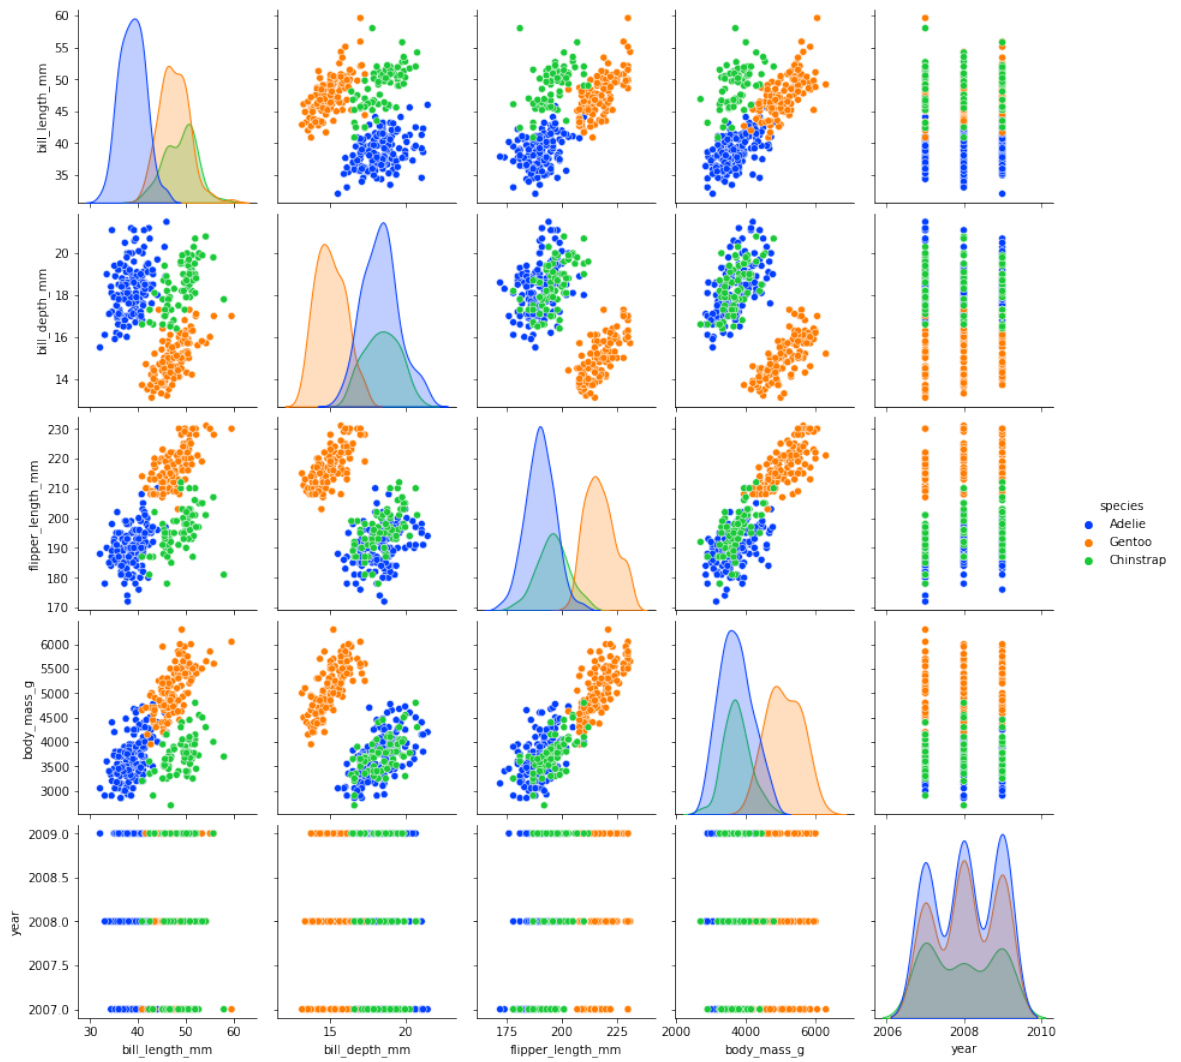 60
55
50
45
40
35
bill_length_mm
20
18
16
14
bill_depth_mm
230
220
210
200
190
180
170
flipper_length_mm
species
Adelie
Gentoo
Chinstrap
6000
5500
5000
4500
4000
3500
3000
body_mass_g
2009.0
2008.5
2008.0
2007.5
2007.0
year
30 40 50 60
15 20
175 200 225
2000 4000 6000
2006 2008 2010
bill_length_mm
bill_depth_mm
flipper_length_mm
body_mass_g
year